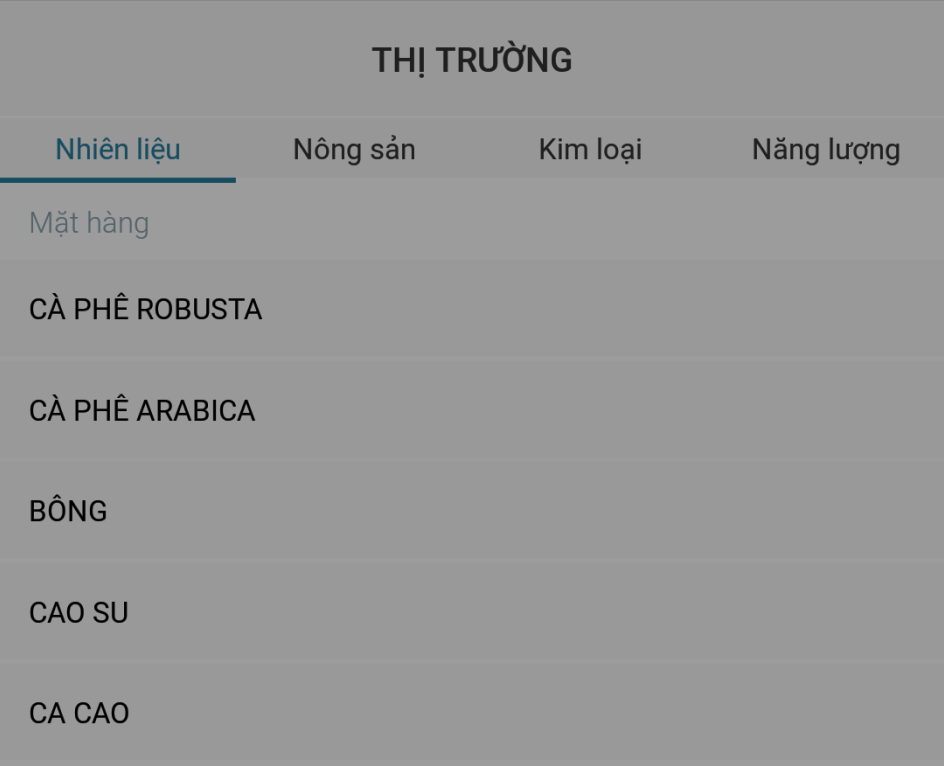 THỊ TRƯỜNG
Nhiên liệu Nông sản Kim loại Năng lượng
Mặt hàng
CÀ PHÊ ROBUSTA
CÀ PHÊ ARABICA
BÔNG
CAO SU
CA CAO